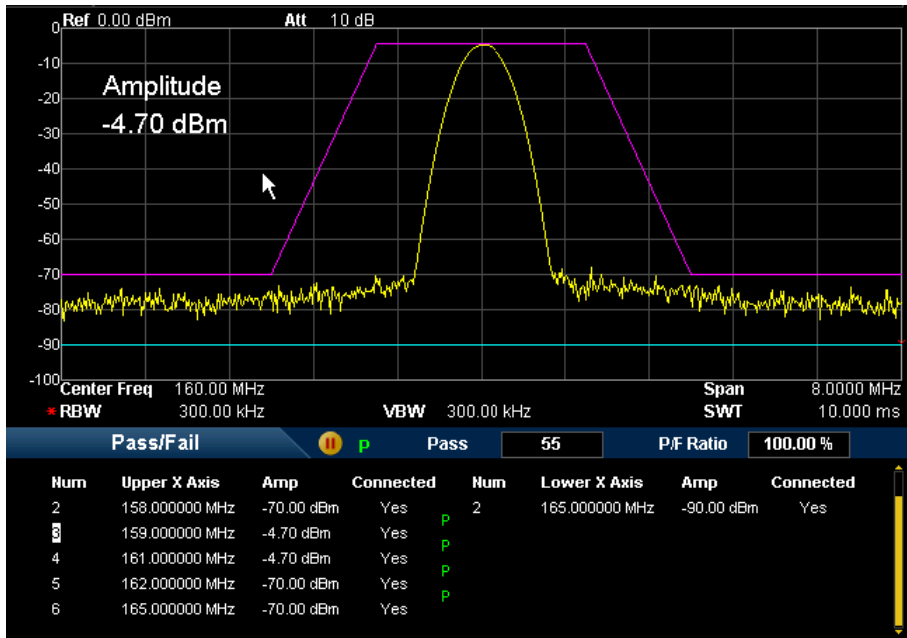 Ref 0.00 dBm Att 10 dB
0
-10
Amplitude
-20
-4.70 dBm
-30
-40
-50
-60
-70
-80
-90
-100
Center Freq 160.00 MHz Span 8.0000 MHz
* RBW 300.00 kHz VBW 300.00 kHz SWT 10.000 ms
Pass/Fail P Pass 55 P/F Ratio 100.00 %
Num Upper X Axis Amp Connected Num Lower X Axis Amp Connected
2 158.000000 MHz -70.00 dBm Yes 2 165.000000 MHz -90.00 dBm Yes
P
3 159.000000 MHz -4.70 dBm Yes
P
4 161.000000 MHz -4.70 dBm Yes
P
5 162.000000 MHz -70.00 dBm Yes
P
6 165.000000 MHz -70.00 dBm Yes